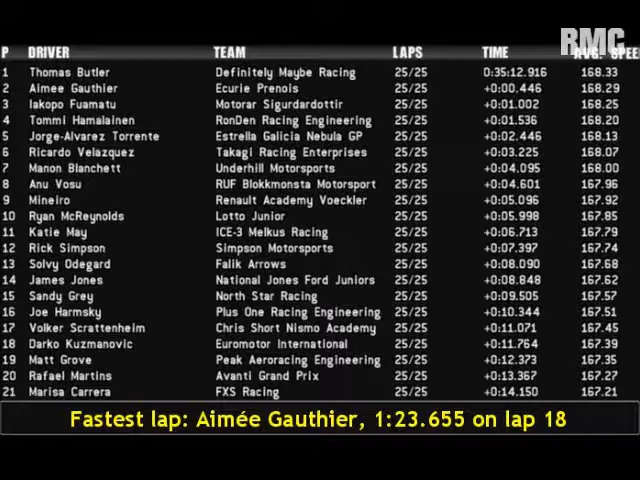 RMC
P DRIVER TEAM LAPS TIME AVG. SPEE
1 Thomas Butler Definitely Maybe Racing 25/25 0:35:12.916 168.33
2 Aimee Gauthier Ecurie Prenois 25/25 +0:00.446 168.29
3 Iakopo Fuamatu Motorar Sigurdardottir 25/25 +0:01.002 168.25
4 Tommi Hamalainen RonDen Racing Engineering 25/25 +0:01.536 168.20
5 Jorge-Alvarez Torrente Estrella Galicia Nebula GP 25/25 +0:02.446 168.13
6 Ricardo Velazquez Takagi Racing Enterprises 25/25 +0:03.225 168.07
7 Manon Blanchett Underhill Motorsports 25/25 +0:04.095 168.00
8 Anu Vosu RUF Blokkmonsta Motorsport 25/25 +0:04.601 167.96
9 Mineiro Renault Academy Voeckler 25/25 +0:05.096 167.92
10 Ryan McReynolds Lotto Junior 25/25 +0:05.998 167.85
11 Katie May ICE-3 Melkus Racing 25/25 +0:06.713 167.79
12 Rick Simpson Simpson Motorsports 25/25 +0:07.397 167.74
13 Solvy Odegard Falik Arrows 25/25 +0:08.090 167.68
14 James Jones National Jones Ford Juniors 25/25 +0:08.848 167.62
15 Sandy Grey North Star Racing 25/25 +0:09.505 167.57
16 Joe Harmsky Plus One Racing Engineering 25/25 +0:10.344 167.51
17 Volker Scrattenheim Chris Short Nismo Academy 25/25 +0:11.071 167.45
18 Darko Kuzmanovic Euromotor International 25/25 +0:11.764 167.39
19 Matt Grove Peak Aeroracing Engineering 25/25 +0:12.373 167.35
20 Rafael Martins Avanti Grand Prix 25/25 +0:13.367 167.27
21 Marisa Carrera FXS Racing 25/25 +0:14.150 167.21
Fastest lap: Aimée Gauthier, 1:23.655 on lap 18